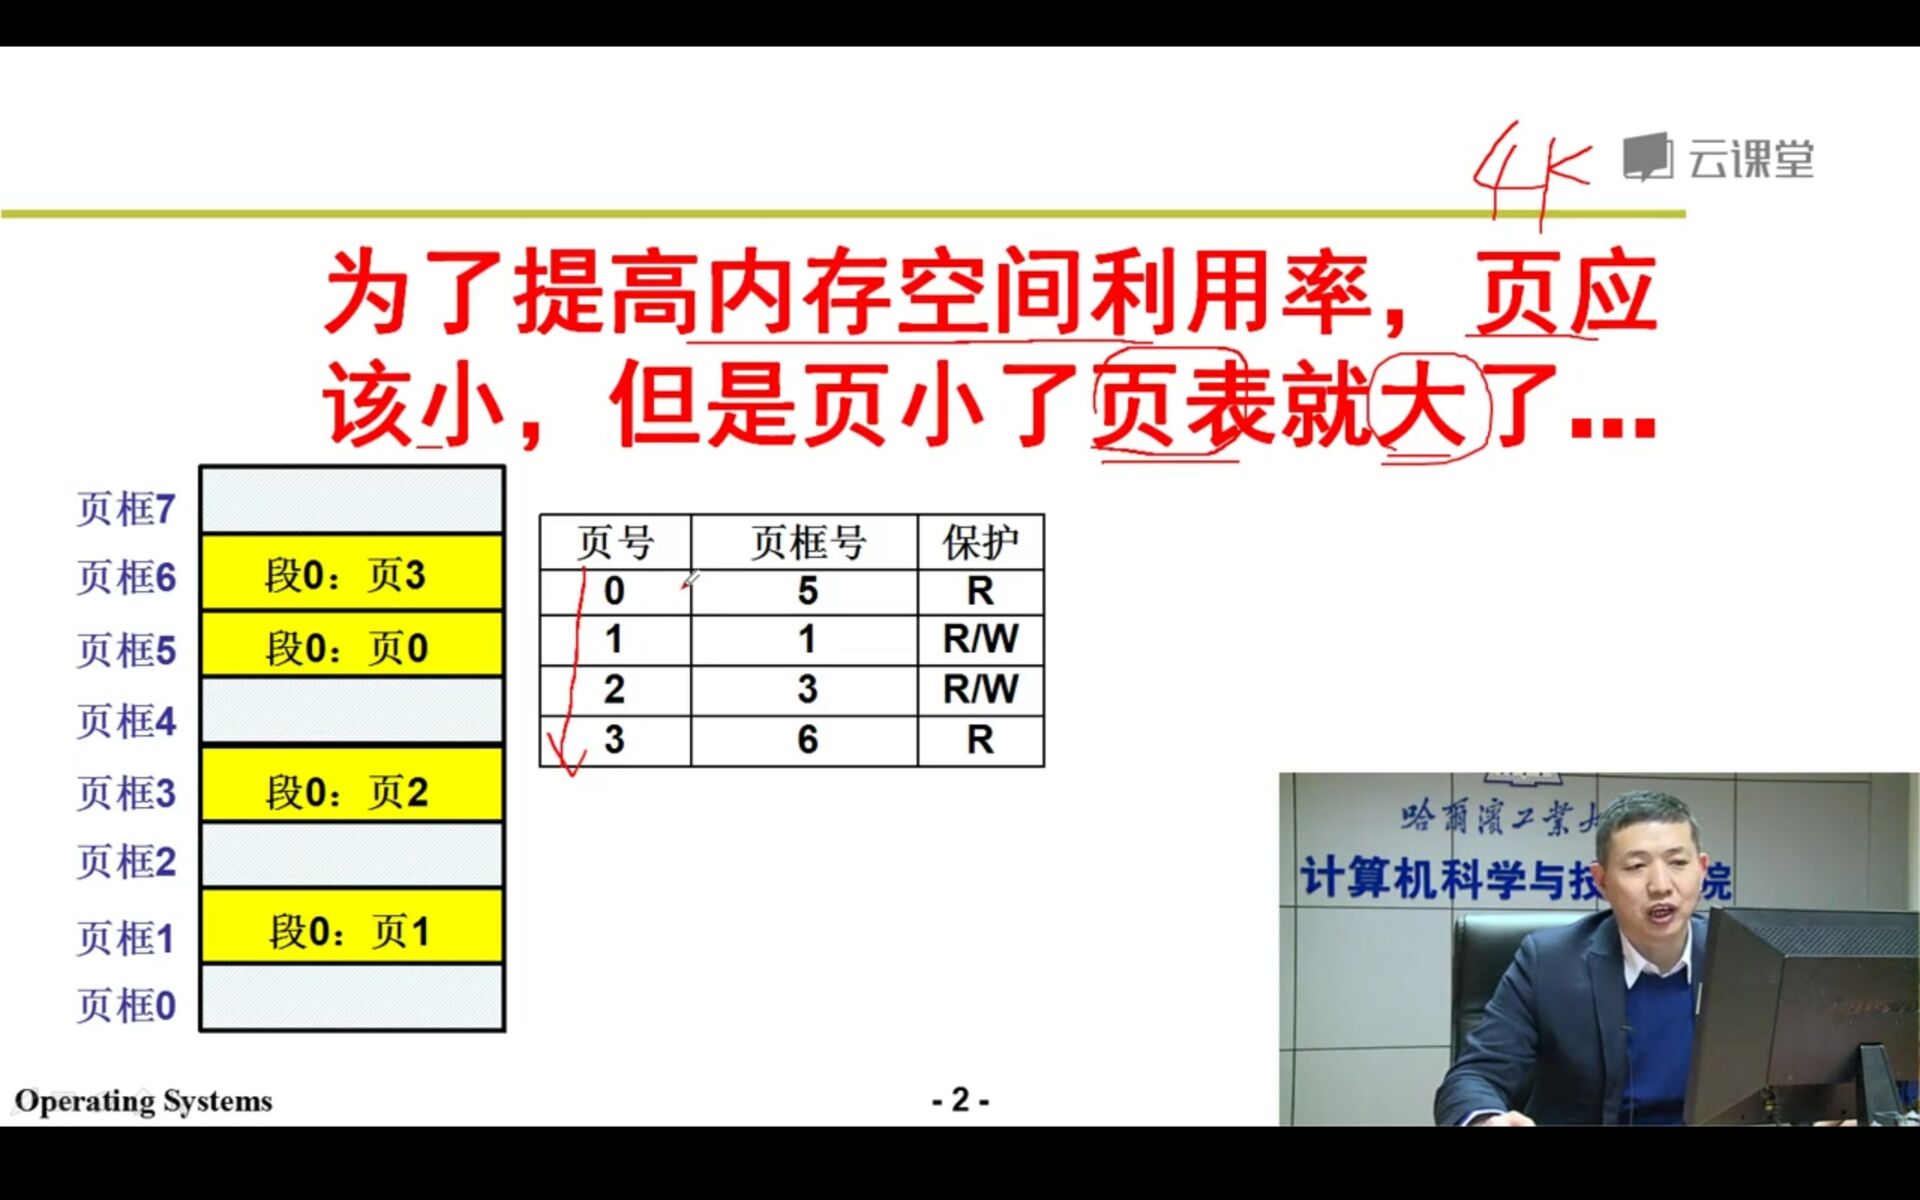 4K
云课堂
为了提高内存空间利用率，页应
该小，但是页小了页表就大了...
页框7
页框6 段0：页3
页框5 段0：页0
页框4
页框3 段0：页2
页框2
页框1 段0：页1
页框0
页号 页框号 保护
0 5 R
1 1 R/W
2 3 R/W
3 6 R
哈爾濱工業大
计算机科学与技 院
Operating Systems
- 2 -